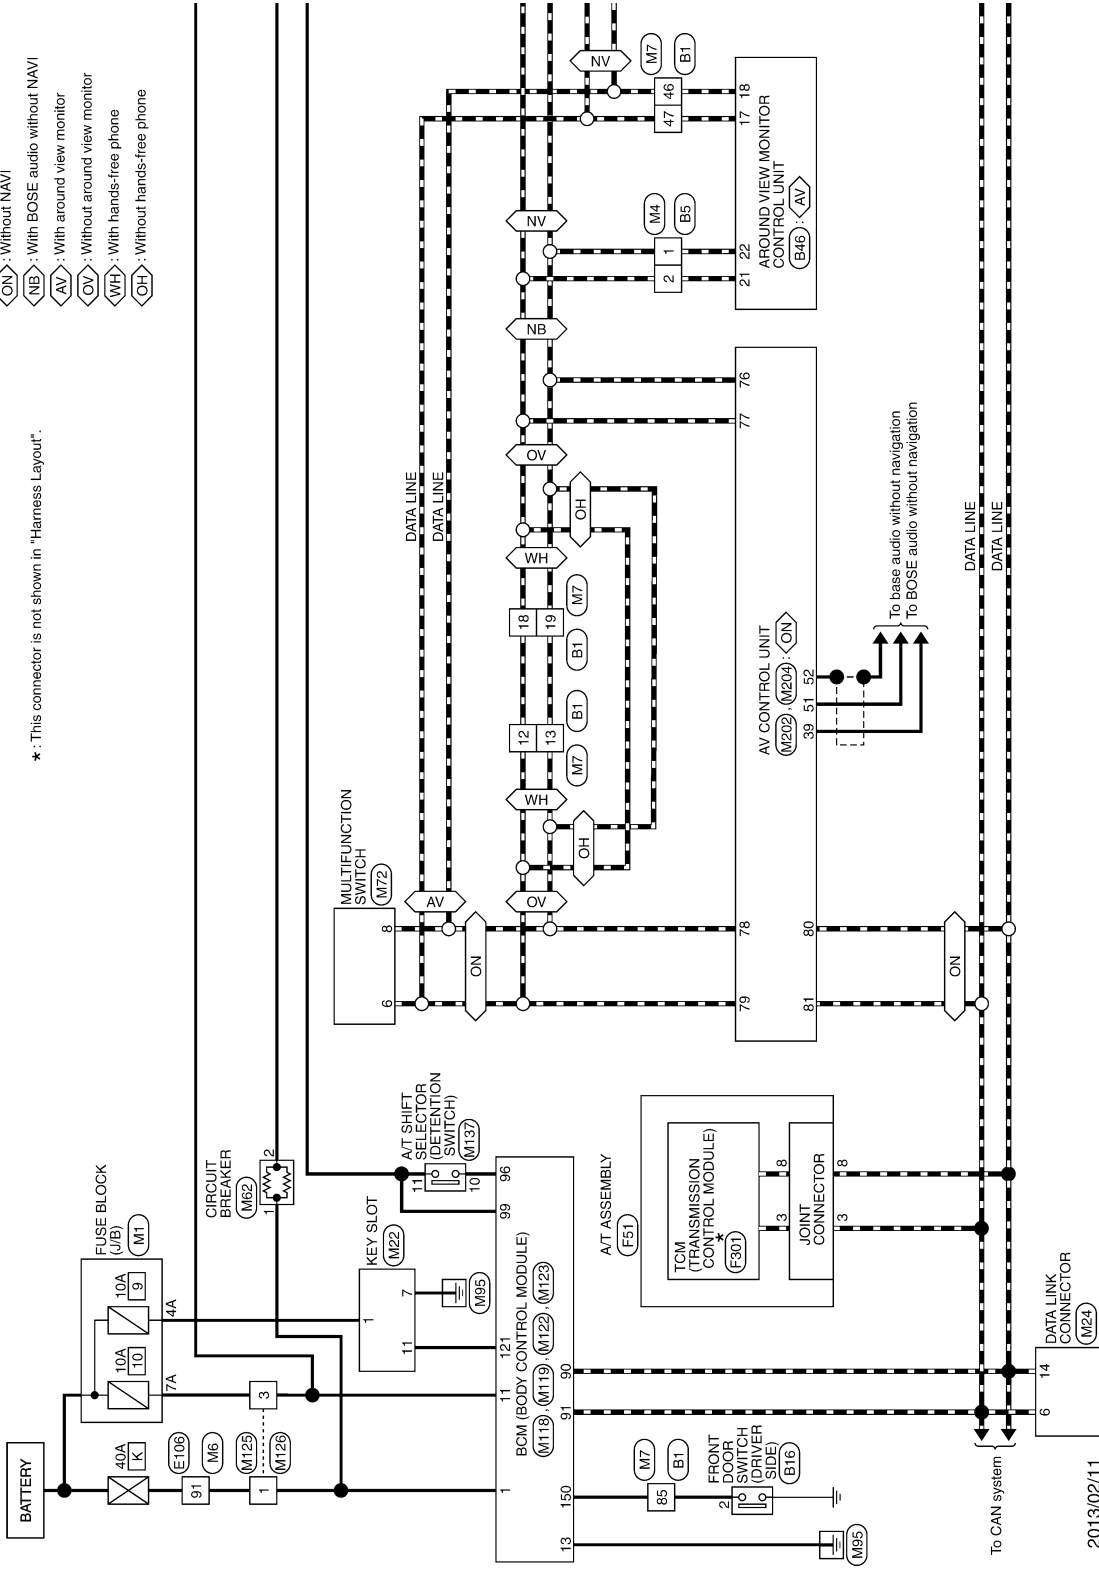 ON : Without NAVI
NB : With BOSE audio without NAVI
AV : With around view monitor
OV : Without around view monitor
WH : With hands-free phone
OH : Without hands-free phone
* : This connector is not shown in "Harness Layout".
BATTERY
40A
K
E106
91
M6
M125
1
M126
FUSE BLOCK
(J/B)
M1
10A
10
10A
9
7A
4A
3
CIRCUIT
BREAKER
M62
1
2
KEY SLOT
M22
1
11
7
M95
A/T SHIFT
SELECTOR
(DETENTION
SWITCH)
M137
11
10
1
11
121
99
96
BCM (BODY CONTROL MODULE)
M118 , M119 , M122 , M123
13
150
91
90
M95
M7
85
B1
FRONT
DOOR
SWITCH
(DRIVER
SIDE)
B16
2
A/T ASSEMBLY
F51
TCM
(TRANSMISSION
CONTROL MODULE)
*
F301
3
8
JOINT
CONNECTOR
3
8
To CAN system
DATA LINK
CONNECTOR
M24
6
14
MULTIFUNCTION
SWITCH
M72
6
8
AV
ON
OV
OH
WH
12
13
M7
B1
18
19
B1
M7
WH
OH
OV
NB
NV
NV
DATA LINE
DATA LINE
79
78
77
76
AV CONTROL UNIT
M202 , M204 : ON
81
80
39
51
52
ON
To base audio without navigation
To BOSE audio without navigation
DATA LINE
DATA LINE
M4
2
1
B5
M7
47
46
B1
21
22
17
18
AROUND VIEW MONITOR
CONTROL UNIT
B46 : AV
2013/02/11